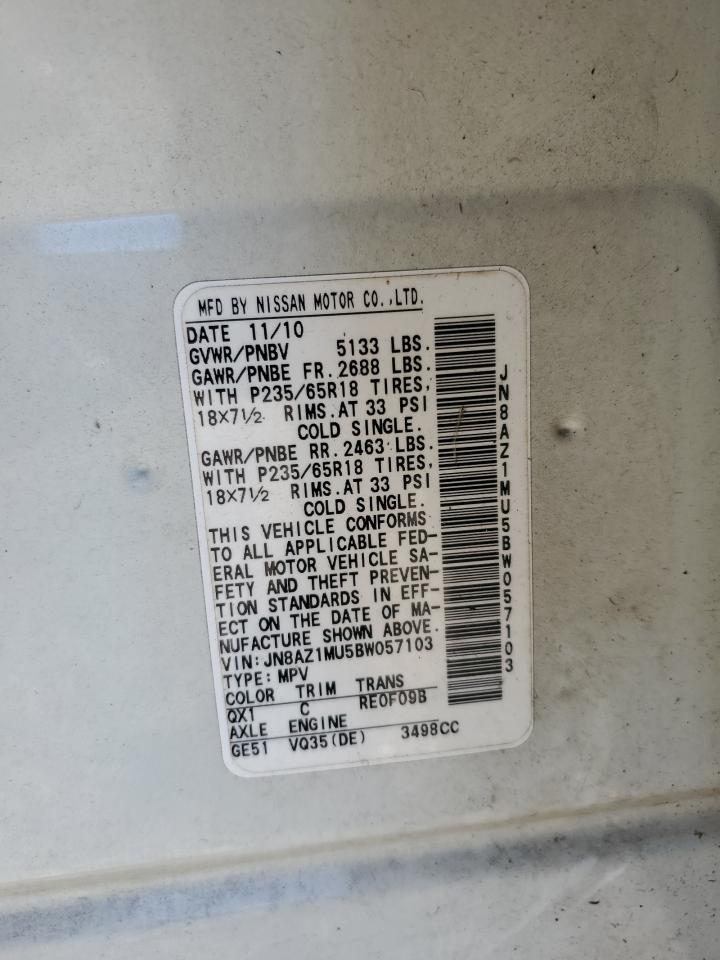 MFD BY NISSAN MOTOR CO.,LTD.
DATE 11/10
GVWR/PNBV 5133 LBS.
GAWR/PNBE FR. 2688 LBS.
WITH P235/65R18 TIRES,
18×7½ RIMS. AT 33 PSI
COLD SINGLE.
GAWR/PNBE RR. 2463 LBS.
WITH P235/65R18 TIRES,
18×7½ RIMS. AT 33 PSI
COLD SINGLE.
THIS VEHICLE CONFORMS
TO ALL APPLICABLE FED-
ERAL MOTOR VEHICLE SA-
FETY AND THEFT PREVEN-
TION STANDARDS IN EFF-
ECT ON THE DATE OF MA-
NUFACTURE SHOWN ABOVE.
VIN:JN8AZ1MU5BW057103
TYPE: MPV
COLOR TRIM TRANS
QX1 C RE0F09B
AXLE ENGINE
GE51 VQ35(DE) 3498CC
JN8AZ1MU5BW057103